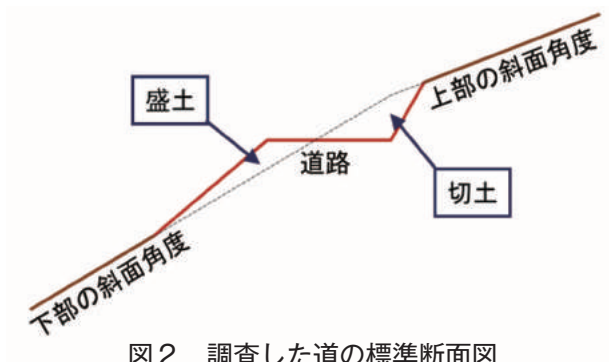 上部の斜面角度
盛土
道路
切土
下部の斜面角度
図2 調査した道の標準断面図